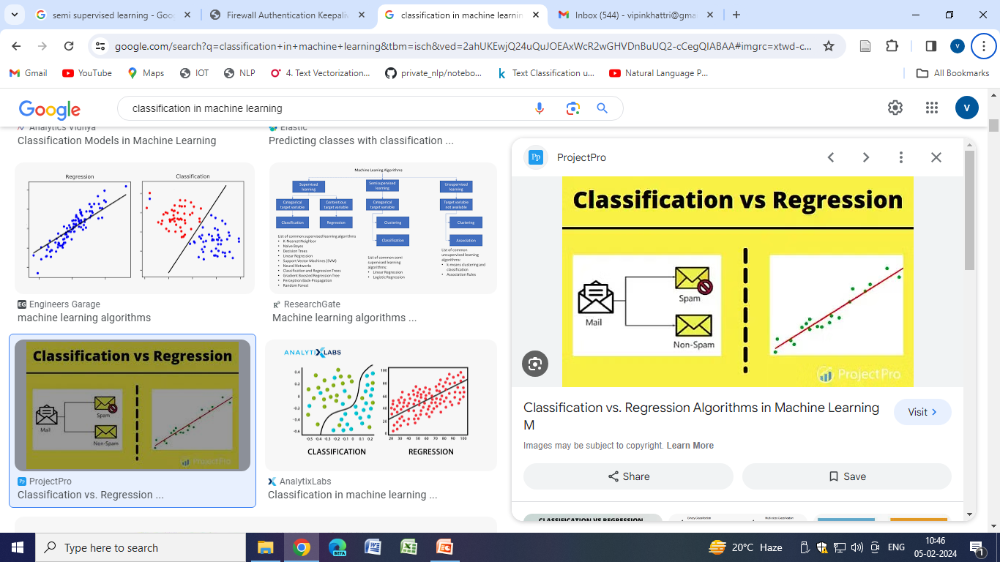 semi supervised learning - Goo
Firewall Authentication Keepaliv
classification in machine learnin
Inbox (544) - vipinkhattri@gma
google.com/search?q=classification+in+machine+learning&tbm=isch&ved=2ahUKEwjQ24uQuJOEAxWcR2wGHVDnBuUQ2-cCegQIABAA#imgrc=xtwd-c...
V
Gmail
YouTube
Maps
IOT
NLP
4. Text Vectorization...
private_nlp/notebo...
Text Classification u...
Natural Language P...
All Bookmarks
Google
classification in machine learning
V
Analytics Vidhya
Classification Models in Machine Learning
Elastic
Predicting classes with classification ...
Regression
Classification
EG Engineers Garage
machine learning algorithms
Machine Leaning Algorithms
Supervised learning
Semisupervised learning
Unsupervised learning
Categorical target variable
Contentious target variable
Categorical target variable
Target variable not available
Classification
Regression
Clustering
Clustering
Classification
Association
List of common supervised learning algorithms
• K-Nearest Neighbor
• Naive Bayes
• Decision Trees
• Linear Regression
• Support Vector Machines (SVM)
• Neural Networks
• Classification and Regression Trees
• Gradient Boosted Regression Tree
• Perceptron Back-Propagation
• Random Forest
List of common semi
supervised learning
algorithms:
• Linear Regression
• Logistic Regression
List of common
unsupervised learning
algorithms:
• k-means clustering and
classification
• Association Rules
ResearchGate
Machine learning algorithms ...
Classification vs Regression
Mail
Spam
Non-Spam
ProjectPro
Pp ProjectPro
Classification vs. Regression ...
ANALYTIXLABS
0.4
0.2
0
-0.2
-0.4
-0.6
-0.5 -0.4 -0.3 -0.2 -0.1 0 0.1 0.2
CLASSIFICATION
100
80
60
40
20
0
20 30 40 50 60 70 80 90 100
REGRESSION
AnalytixLabs
Classification in machine learning ...
Pp ProjectPro
Classification vs Regression
Mail
Spam
Non-Spam
ProjectPro
Classification vs. Regression Algorithms in Machine Learning
M
Visit
Images may be subject to copyright. Learn More
Share
Save
CLASSIFICATION VS REGRESSION
Binary Classification
Multi-class Classification
Type here to search
BETA
20°C Haze
ENG
10:46
05-02-2024
1